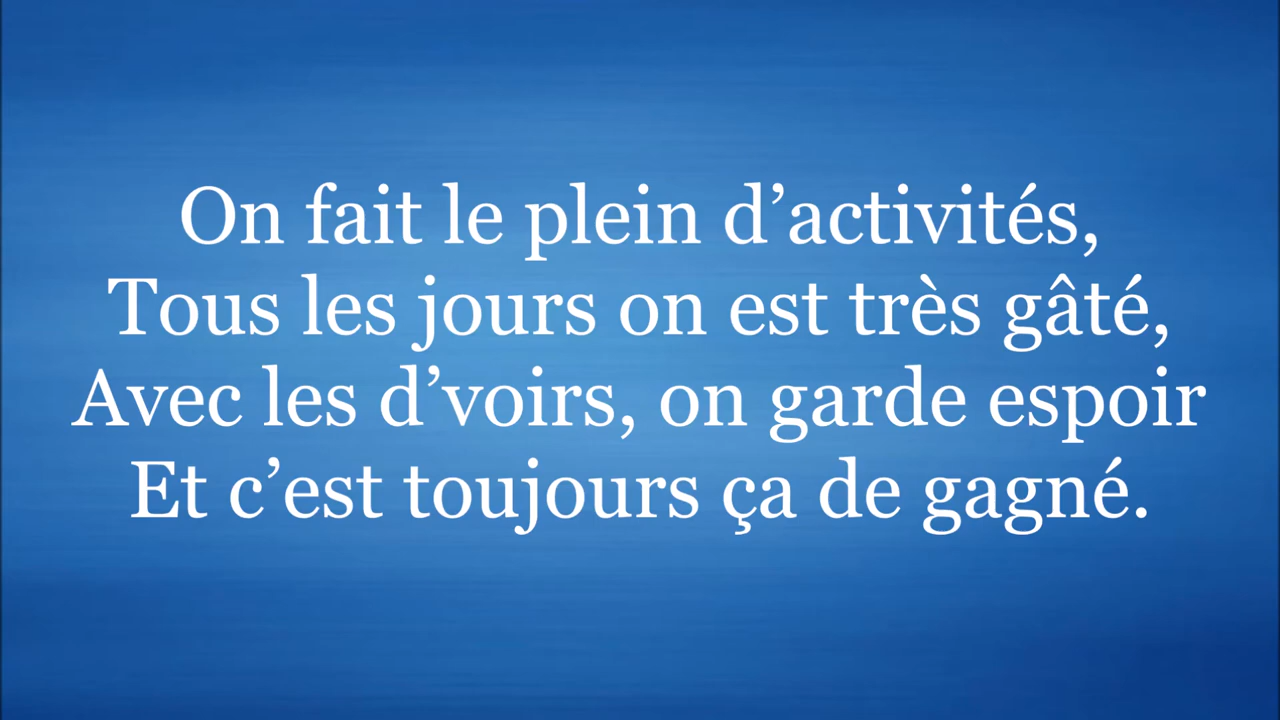 On fait le plein d’activités,
Tous les jours on est très gâté,
Avec les d’voirs, on garde espoir
Et c’est toujours ça de gagné.